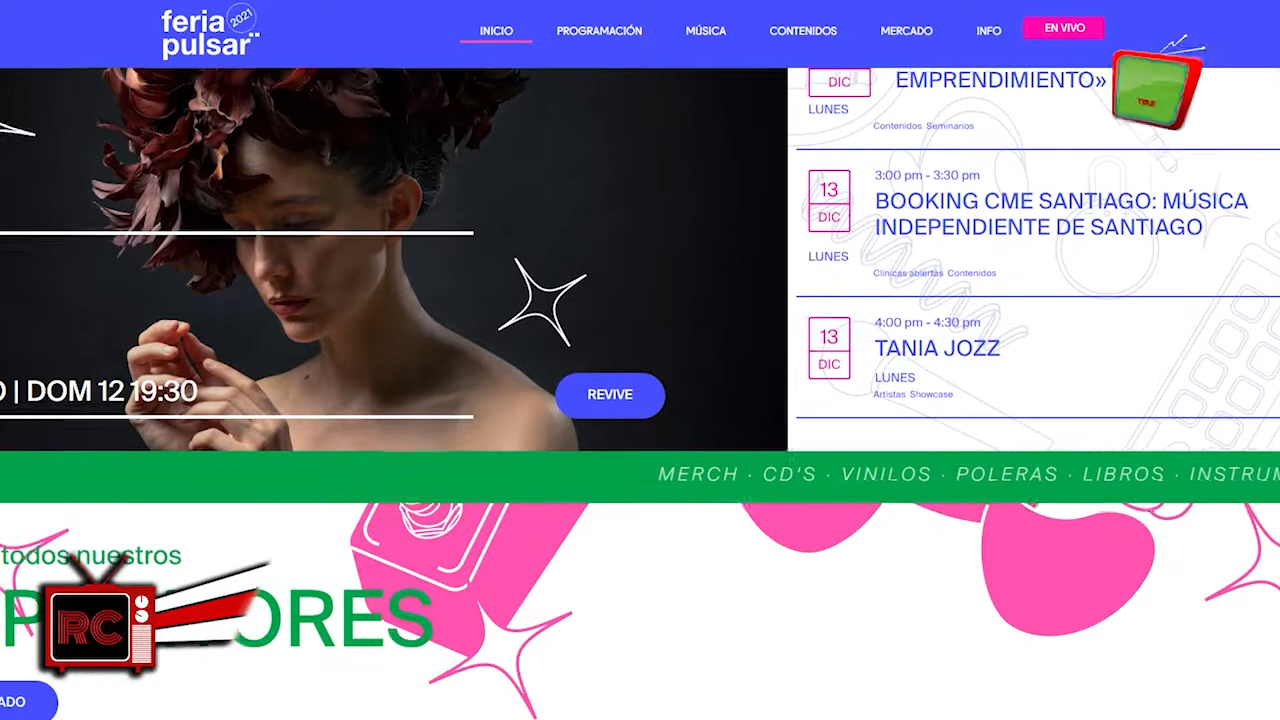 feria 2021
pulsar
INICIO PROGRAMACIÓN MÚSICA CONTENIDOS MERCADO INFO EN VIVO
TELE
DIC
EMPRENDIMIENTO»
LUNES
Contenidos Seminarios
3:00 pm - 3:30 pm
13
DIC
BOOKING CME SANTIAGO: MÚSICA
INDEPENDIENTE DE SANTIAGO
LUNES
Clínicas abiertas Contenidos
4:00 pm - 4:30 pm
13
DIC
TANIA JOZZ
LUNES
Artistas Showcase
| DOM 12 19:30
REVIVE
MERCH · CD'S · VINILOS · POLERAS · LIBROS · INSTRUM
todos nuestros
ORES
RC
ADO